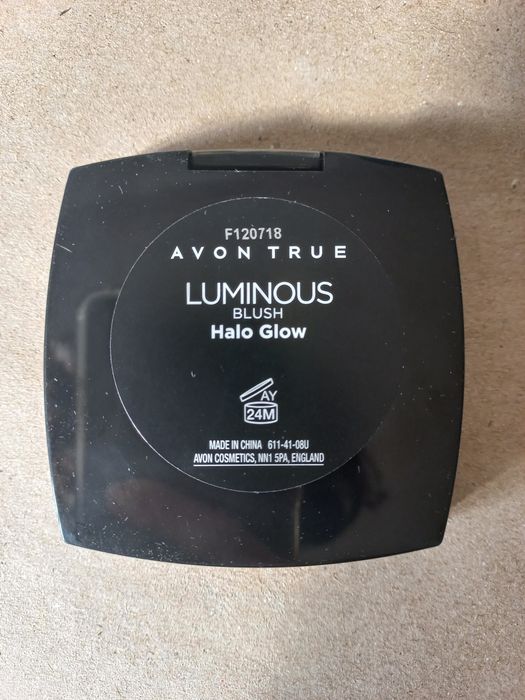 F120718
AVON TRUE
LUMINOUS
BLUSH
Halo Glow
AY
24M
MADE IN CHINA 611-41-08U
AVON COSMETICS, NN1 5PA, ENGLAND